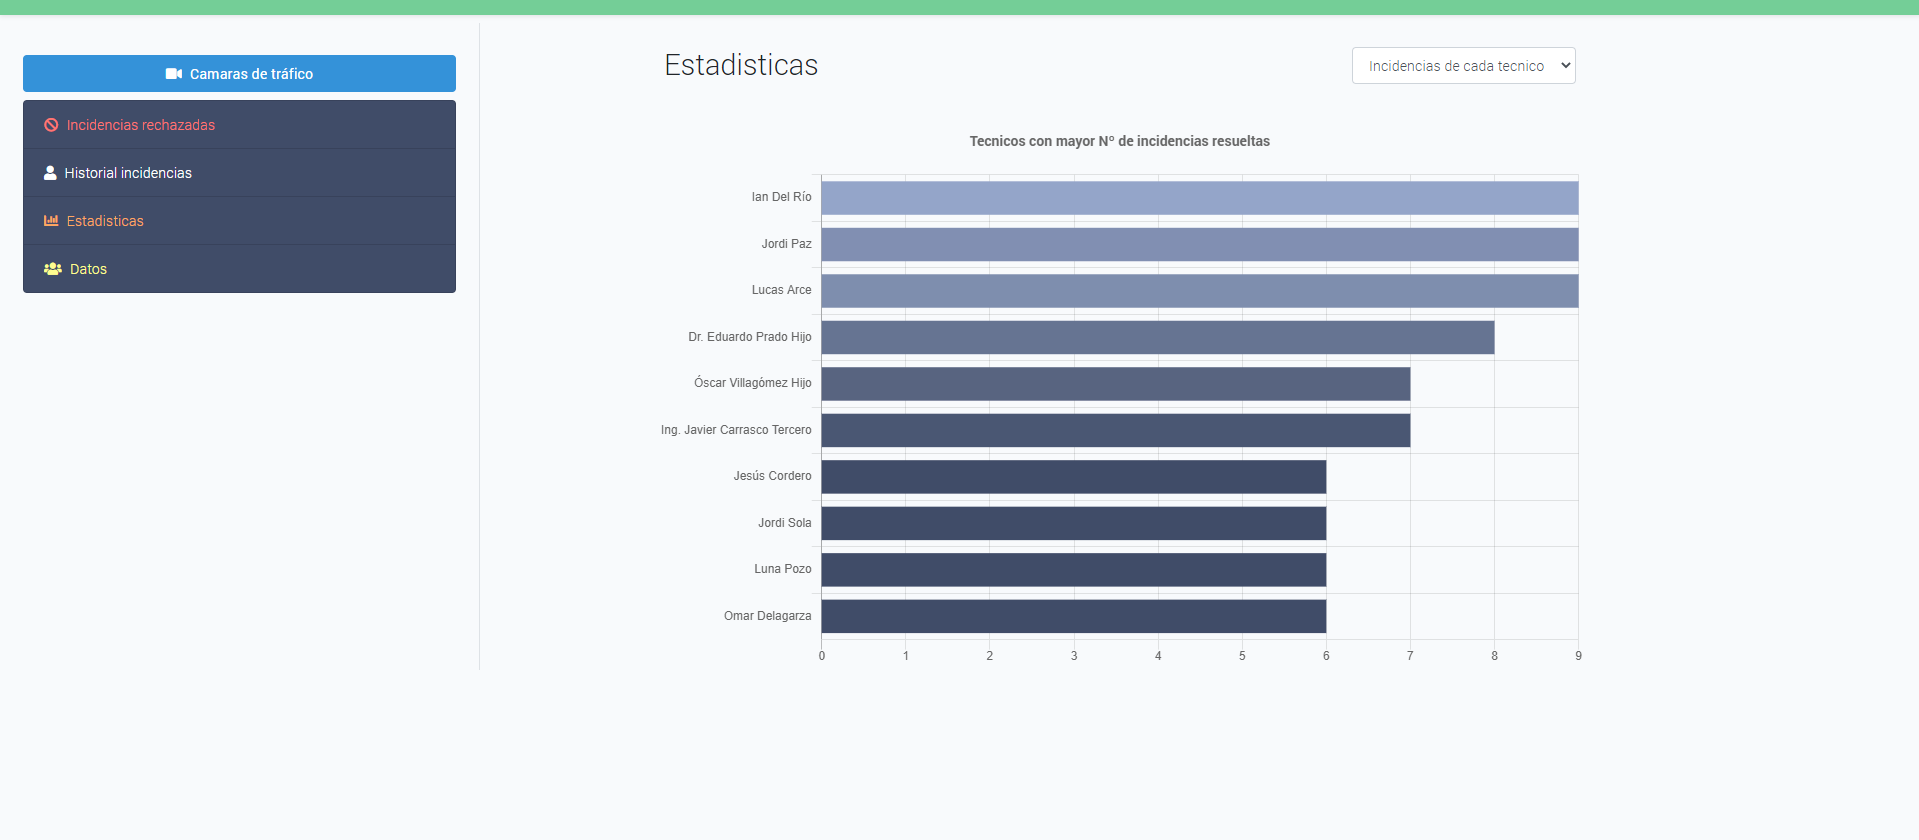 Camaras de tráfico
Incidencias rechazadas
Historial incidencias
Estadisticas
Datos
Estadisticas
Incidencias de cada tecnico
Tecnicos con mayor Nº de incidencias resueltas
Ian Del Río
Jordi Paz
Lucas Arce
Dr. Eduardo Prado Hijo
Óscar Villagómez Hijo
Ing. Javier Carrasco Tercero
Jesús Cordero
Jordi Sola
Luna Pozo
Omar Delagarza
0 1 2 3 4 5 6 7 8 9